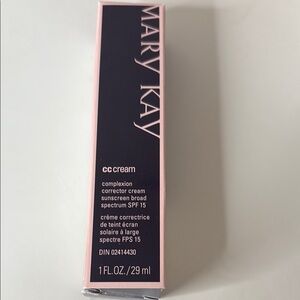 MARY KAY
cc cream
complexion
corrector cream
sunscreen broad
spectrum SPF 15
crème correctrice
de teint écran
solaire à large
spectre FPS 15
DIN 02414430
1 FL.OZ./29 ml